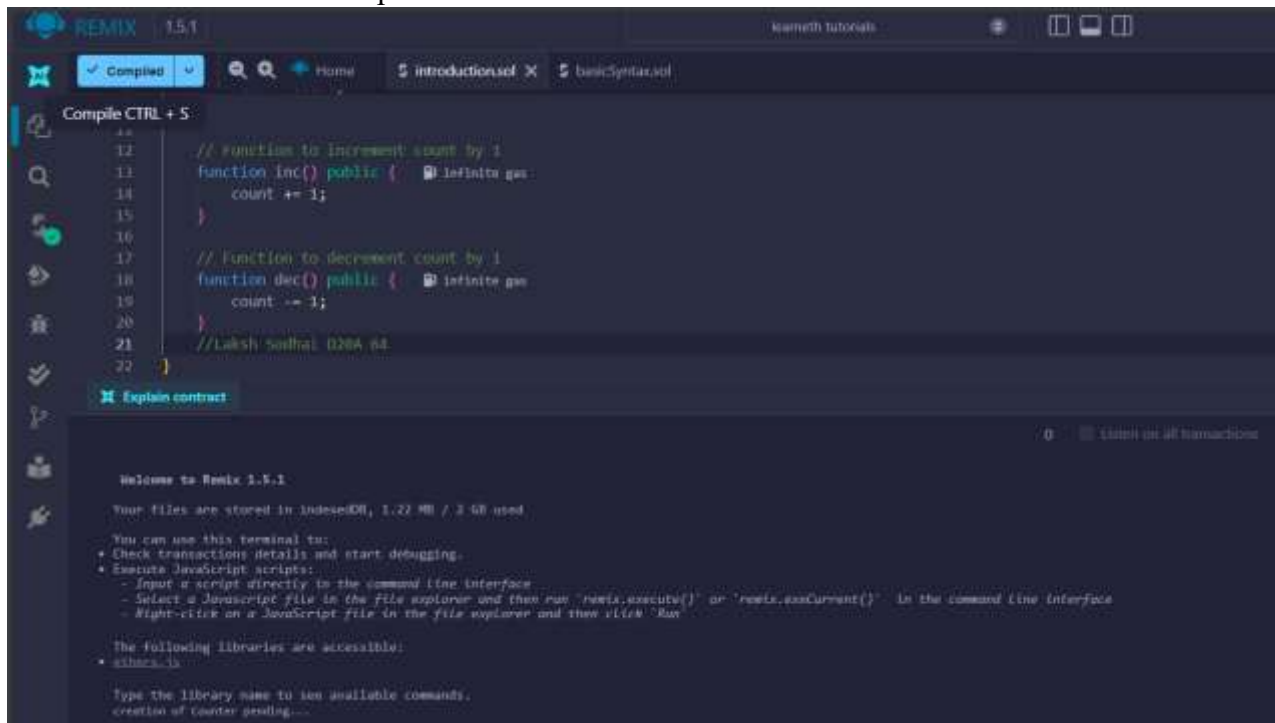 REMIX 1.5.1 learneth tutorials
Compiled Home introduction.sol basicSyntax.sol
Compile CTRL + S
11
12 // Function to increment count by 1
13 function inc() public { infinite gas
14 count += 1;
15 }
16
17 // Function to decrement count by 1
18 function dec() public { infinite gas
19 count -= 1;
20 }
21 //Laksh Sodhai D20A 64
22 }
Explain contract
0 Listen on all transactions
Welcome to Remix 1.5.1
Your files are stored in indexedDB, 1.22 MB / 2 GB used
You can use this terminal to:
• Check transactions details and start debugging.
• Execute JavaScript scripts:
- Input a script directly in the command line interface
- Select a Javascript file in the file explorer and then run `remix.execute()` or `remix.exeCurrent()` in the command line interface
- Right-click on a JavaScript file in the file explorer and then click `Run`
The following libraries are accessible:
• ethers.js
Type the library name to see available commands.
creation of Counter pending...